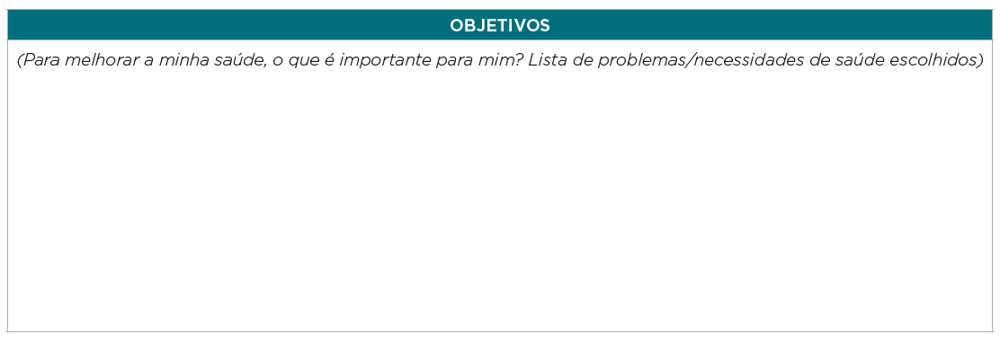 OBJETIVOS
(Para melhorar a minha saúde, o que é importante para mim? Lista de problemas/necessidades de saúde escolhidos)